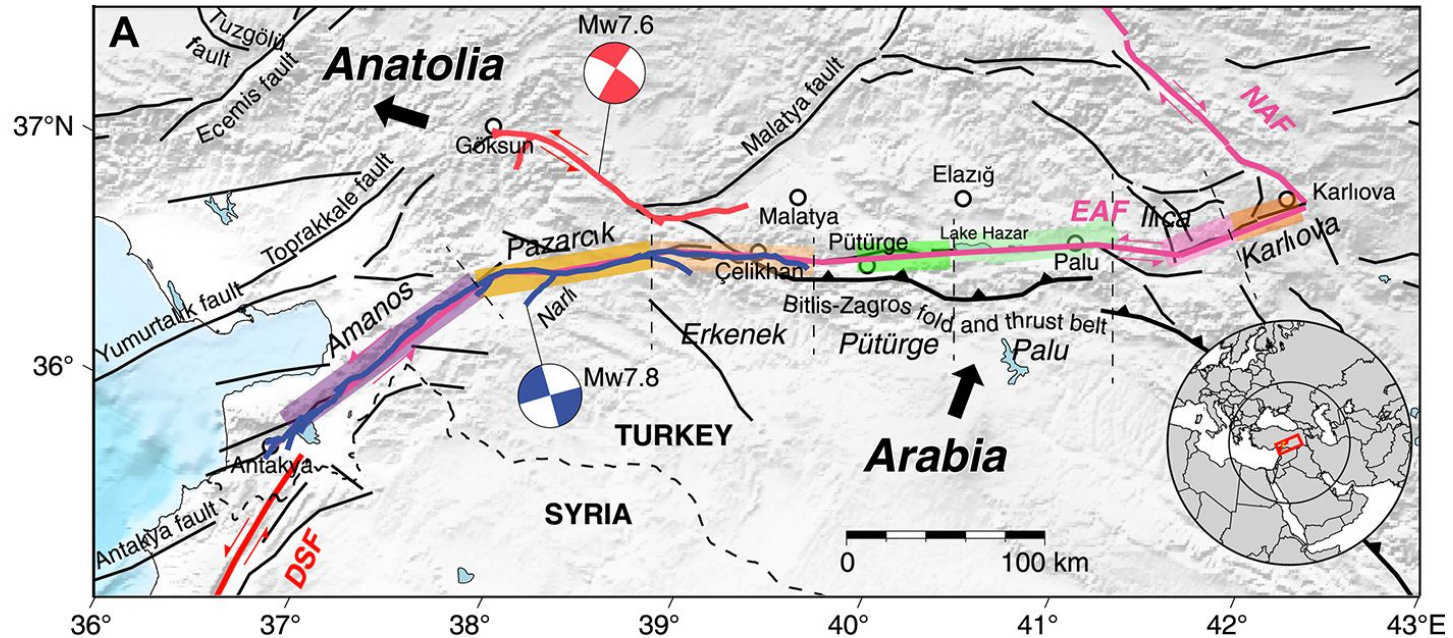 A
Tuzgölü
fault
Ecemis fault
Anatolia
Mw7.6
Malatya fault
NAF
37°N
Göksun
Toprakkale fault
Elazığ
Karlıova
Malatya
EAF
Ilıca
Pazarcık
Pütürge
Lake Hazar
Karlıova
Çelikhan
Palu
Yumurtalık fault
Amanos
Narlı
Bitlis-Zagros fold and thrust belt
Erkenek
Pütürge
Palu
36°
Mw7.8
TURKEY
Arabia
Antakya
SYRIA
Antakya fault
DSF
0 100 km
36° 37° 38° 39° 40° 41° 42° 43°E